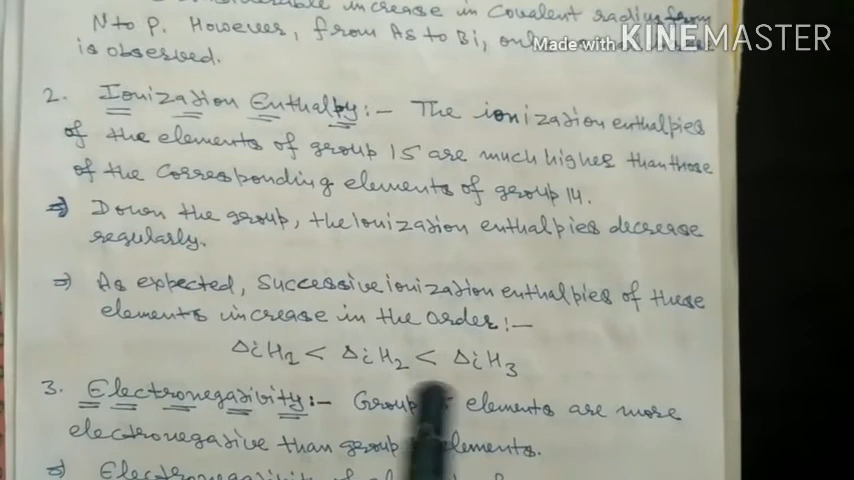 increase in Covalent radius from
N to P. However, from As to Bi, only
Made with KINEMASTER
is observed.
2. Ionization Enthalpy:- The ionization enthalpies
of the elements of group 15 are much higher than those
of the corresponding elements of group 14.
⇒ Down the group, the Ionization enthalpies decrease
regularly.
⇒ As expected, successive ionization enthalpies of these
elements increase in the order:-
ΔiH1 < ΔiH2 < ΔiH3
3. Electronegativity:- Group elements are more
electronegative than group elements.
⇒ Electronegativity